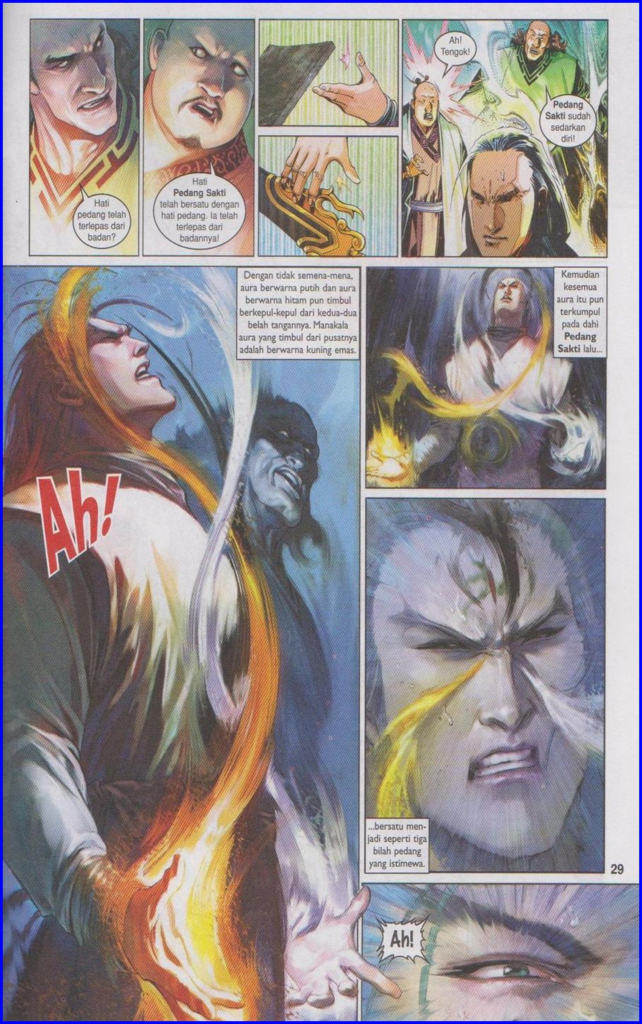 Hati
pedang telah
terlepas dari
badan?
Hati
Pedang Sakti
telah bersatu dengan
hati pedang. Ia telah
terlepas dari
badannya!
Ah!
Tengok!
Pedang
Sakti sudah
sedarkan
diri!
Dengan tidak semena-mena,
aura berwarna putih dan aura
berwarna hitam pun timbul
berkepul-kepul dari kedua-dua
belah tangannya. Manakala
aura yang timbul dari pusatnya
adalah berwarna kuning emas.
Ah!
Kemudian
kesemua
aura itu pun
terkumpul
pada dahi
Pedang
Sakti lalu...
...bersatu men-
jadi seperti tiga
bilah pedang
yang istimewa.
29
Ah!